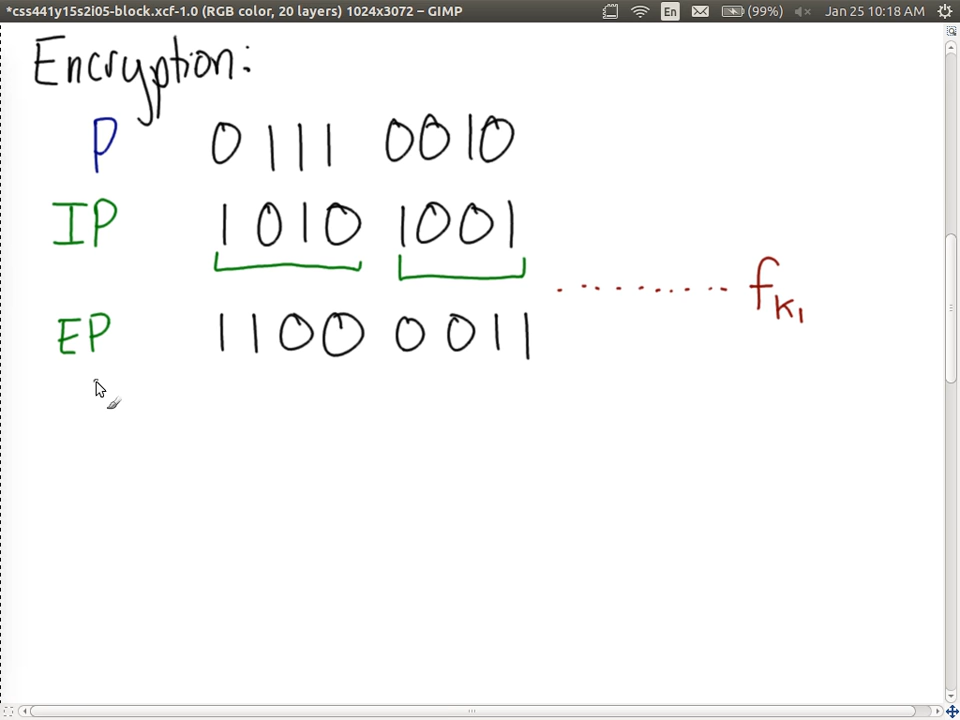 *css441y15s2i05-block.xcf-1.0 (RGB color, 20 layers) 1024x3072 – GIMP En (99%) Jan 25 10:18 AM
Encryption:
P 0111 0010
IP 1010 1001
fK1
EP 1100 0011